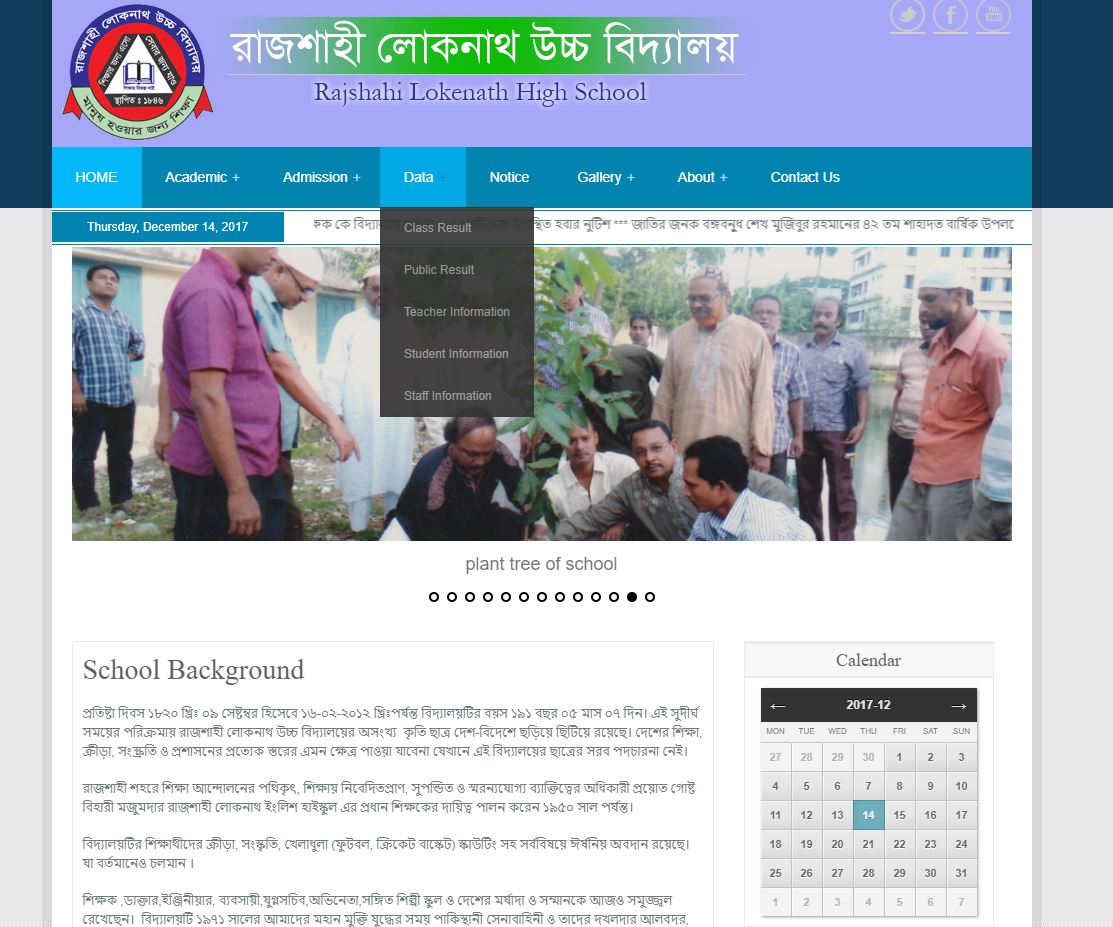 রাজশাহী লোকনাথ উচ্চ বিদ্যালয়
শিক্ষার জন্য এসো
সেবার জন্য যাও
স্থাপিত : ১৮৪৬
মানুষ হওয়ার জন্য শিক্ষা
রাজশাহী লোকনাথ উচ্চ বিদ্যালয়
Rajshahi Lokenath High School
You Tube
HOME Academic + Admission + Data + Notice Gallery + About + Contact Us
Thursday, December 14, 2017
স্থিত হবার নুটিশ *** জাতির জনক বঙ্গবনুধ শেখ মুজিবুর রহমানের ৪২ তম শাহাদত বার্ষিক উপল
Class Result
Public Result
Teacher Information
Student Information
Staff Information
plant tree of school
School Background
প্রতিষ্টা দিবস ১৮২০ খ্রিঃ ০৯ সেষ্টম্বর হিসেবে ১৬-০২-২০১২ খ্রিঃপর্যন্ত বিদ্যালয়টির বয়স ১৯১ বছর ০৫ মাস ০৭ দিন। এই সুদীর্ঘ
সময়ের পরিক্রমায় রাজশাহী লোকনাথ উচ্চ বিদ্যালয়ের অসংখ্য কৃতি ছাত্র দেশ-বিদেশে ছড়িয়ে ছিটিয়ে রয়েছে। দেশের শিক্ষা,
ক্রীড়া, সংস্ক্রতি ও প্রশাসনের প্রত্যেক স্তরের এমন ক্ষেত্র পাওয়া যাবেনা যেখানে এই বিদ্যালয়ের ছাত্রের সরব পদচারনা নেই।
রাজশাহী শহরে শিক্ষা আন্দোলনের পথিকৃৎ, শিক্ষায় নিবেদিতপ্রাণ, সুপন্ডিত ও স্মরন্যযোগ্য ব্যাক্তিত্বের অধিকারী প্রয়োত গোষ্ট
বিহারী মজুমদার রাজশাহী লোকনাথ ইংলিশ হাইস্কুল এর প্রধান শিক্ষকের দায়িত্ব পালন করেন ১৯৫০ সাল পর্যন্ত।
বিদ্যালয়টির শিক্ষার্থীদের ক্রীড়া, সংস্কৃতি, খেলাধুলা (ফুটবল, ক্রিকেট বাস্কেট) স্কাউটিং সহ সর্ববিষয়ে ঈর্ষনিয় অবদান রয়েছে।
যা বর্তমানেও চলমান ।
শিক্ষক ,ডাক্তার,ইঞ্জিনীয়ার, ব্যবসায়ী,যুগ্নসচিব,অভিনেতা,সঙ্গিত শিল্পী স্কুল ও দেশের মর্যাদা ও সম্মানকে আজও সমুজ্জ্বল
রেখেছেন। বিদ্যালয়টি ১৯৭১ সালের আমাদের মহান মুক্তি যুদ্ধের সময় পাকিস্থানী সেনাবাহিনী ও তাদের দখলদার আলবদর,
Calendar
← 2017-12 →
MON TUE WED THU FRI SAT SUN
27 28 29 30 1 2 3
4 5 6 7 8 9 10
11 12 13 14 15 16 17
18 19 20 21 22 23 24
25 26 27 28 29 30 31
1 2 3 4 5 6 7